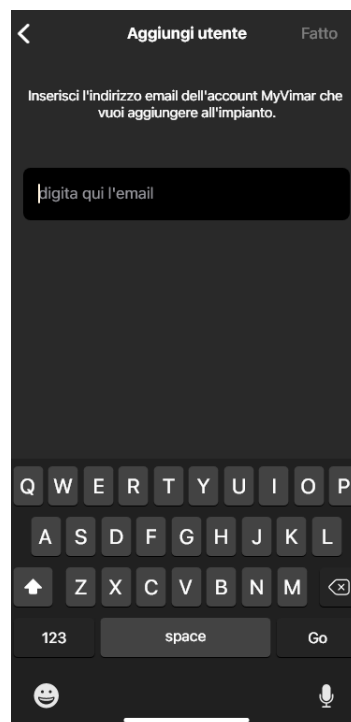 Aggiungi utente Fatto
Inserisci l'indirizzo email dell'account MyVimar che
vuoi aggiungere all'impianto.
digita qui l'email
Q W E R T Y U I O P
A S D F G H J K L
Z X C V B N M
123 space Go